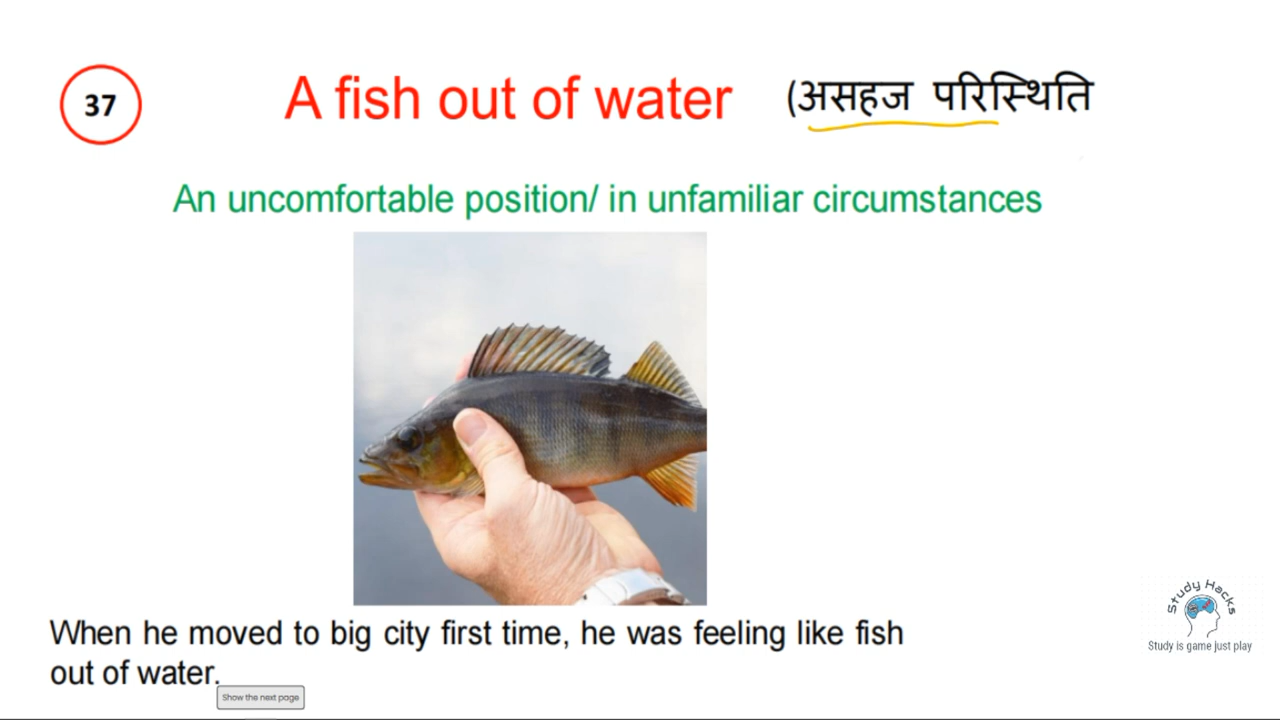 37
A fish out of water (असहज परिस्थिति
An uncomfortable position/ in unfamiliar circumstances
When he moved to big city first time, he was feeling like fish
out of water.
Show the next page
Study Hacks
Study is game just play